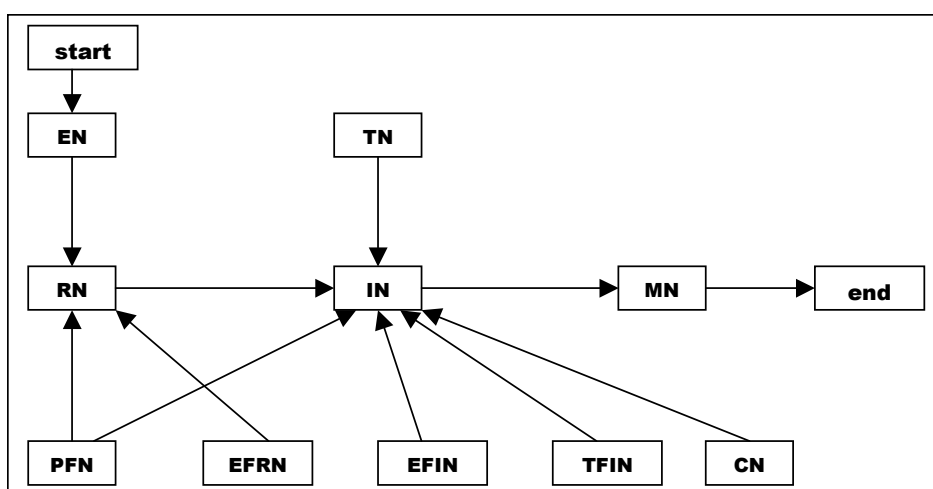 start
EN
TN
RN
IN
MN
end
PFN
EFRN
EFIN
TFIN
CN